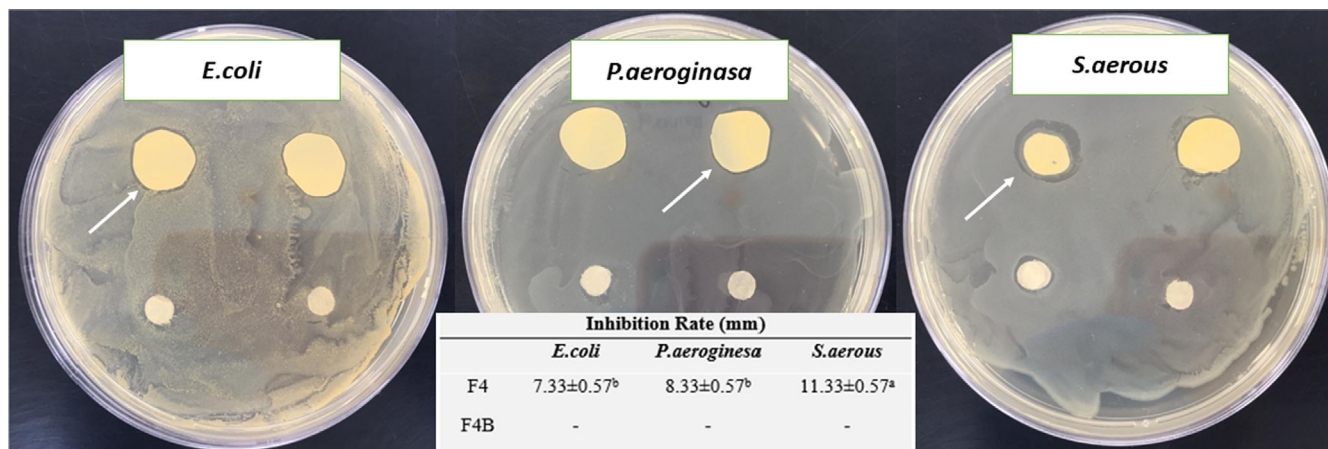 E.coli
P.aeroginasa
S.aerous
Inhibition Rate (mm)
E.coli P.aeroginesa S.aerous
F4 7.33±0.57ᵇ 8.33±0.57ᵇ 11.33±0.57ᵃ
F4B - - -